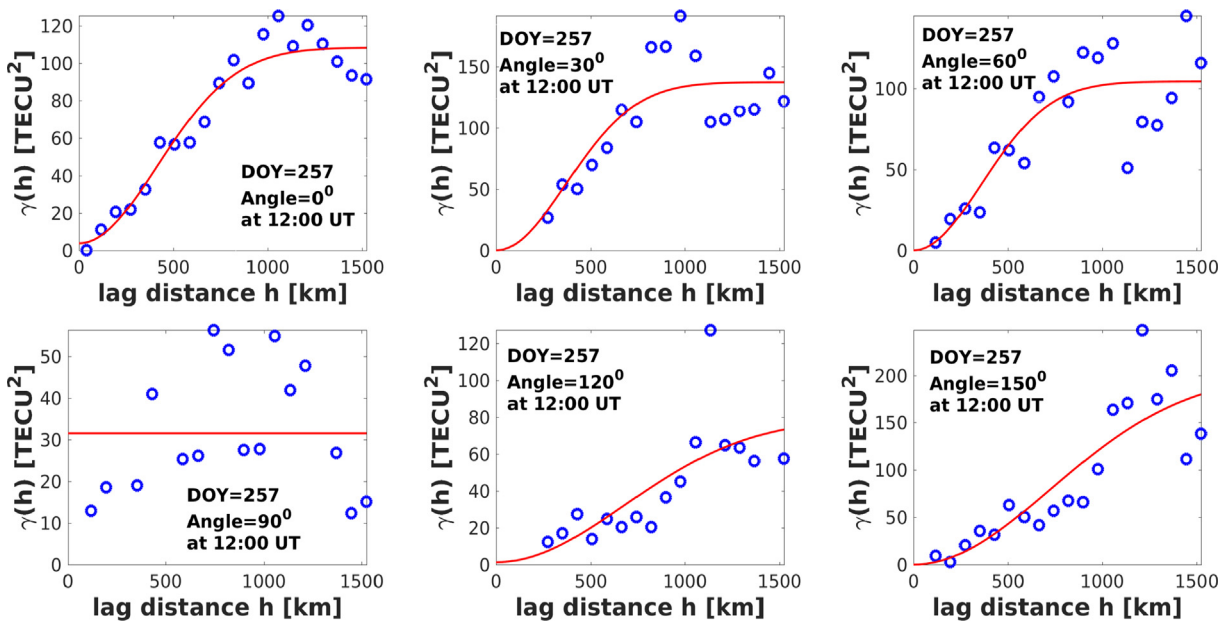 γ(h) [TECU²]
120
100
80
60
40
20
0
DOY=257
Angle=0⁰
at 12:00 UT
0 500 1000 1500
lag distance h [km]
γ(h) [TECU²]
150
100
50
0
DOY=257
Angle=30⁰
at 12:00 UT
0 500 1000 1500
lag distance h [km]
γ(h) [TECU²]
100
50
0
DOY=257
Angle=60⁰
at 12:00 UT
0 500 1000 1500
lag distance h [km]
γ(h) [TECU²]
50
40
30
20
10
0
DOY=257
Angle=90⁰
at 12:00 UT
0 500 1000 1500
lag distance h [km]
γ(h) [TECU²]
120
100
80
60
40
20
0
DOY=257
Angle=120⁰
at 12:00 UT
0 500 1000 1500
lag distance h [km]
γ(h) [TECU²]
200
150
100
50
0
DOY=257
Angle=150⁰
at 12:00 UT
0 500 1000 1500
lag distance h [km]